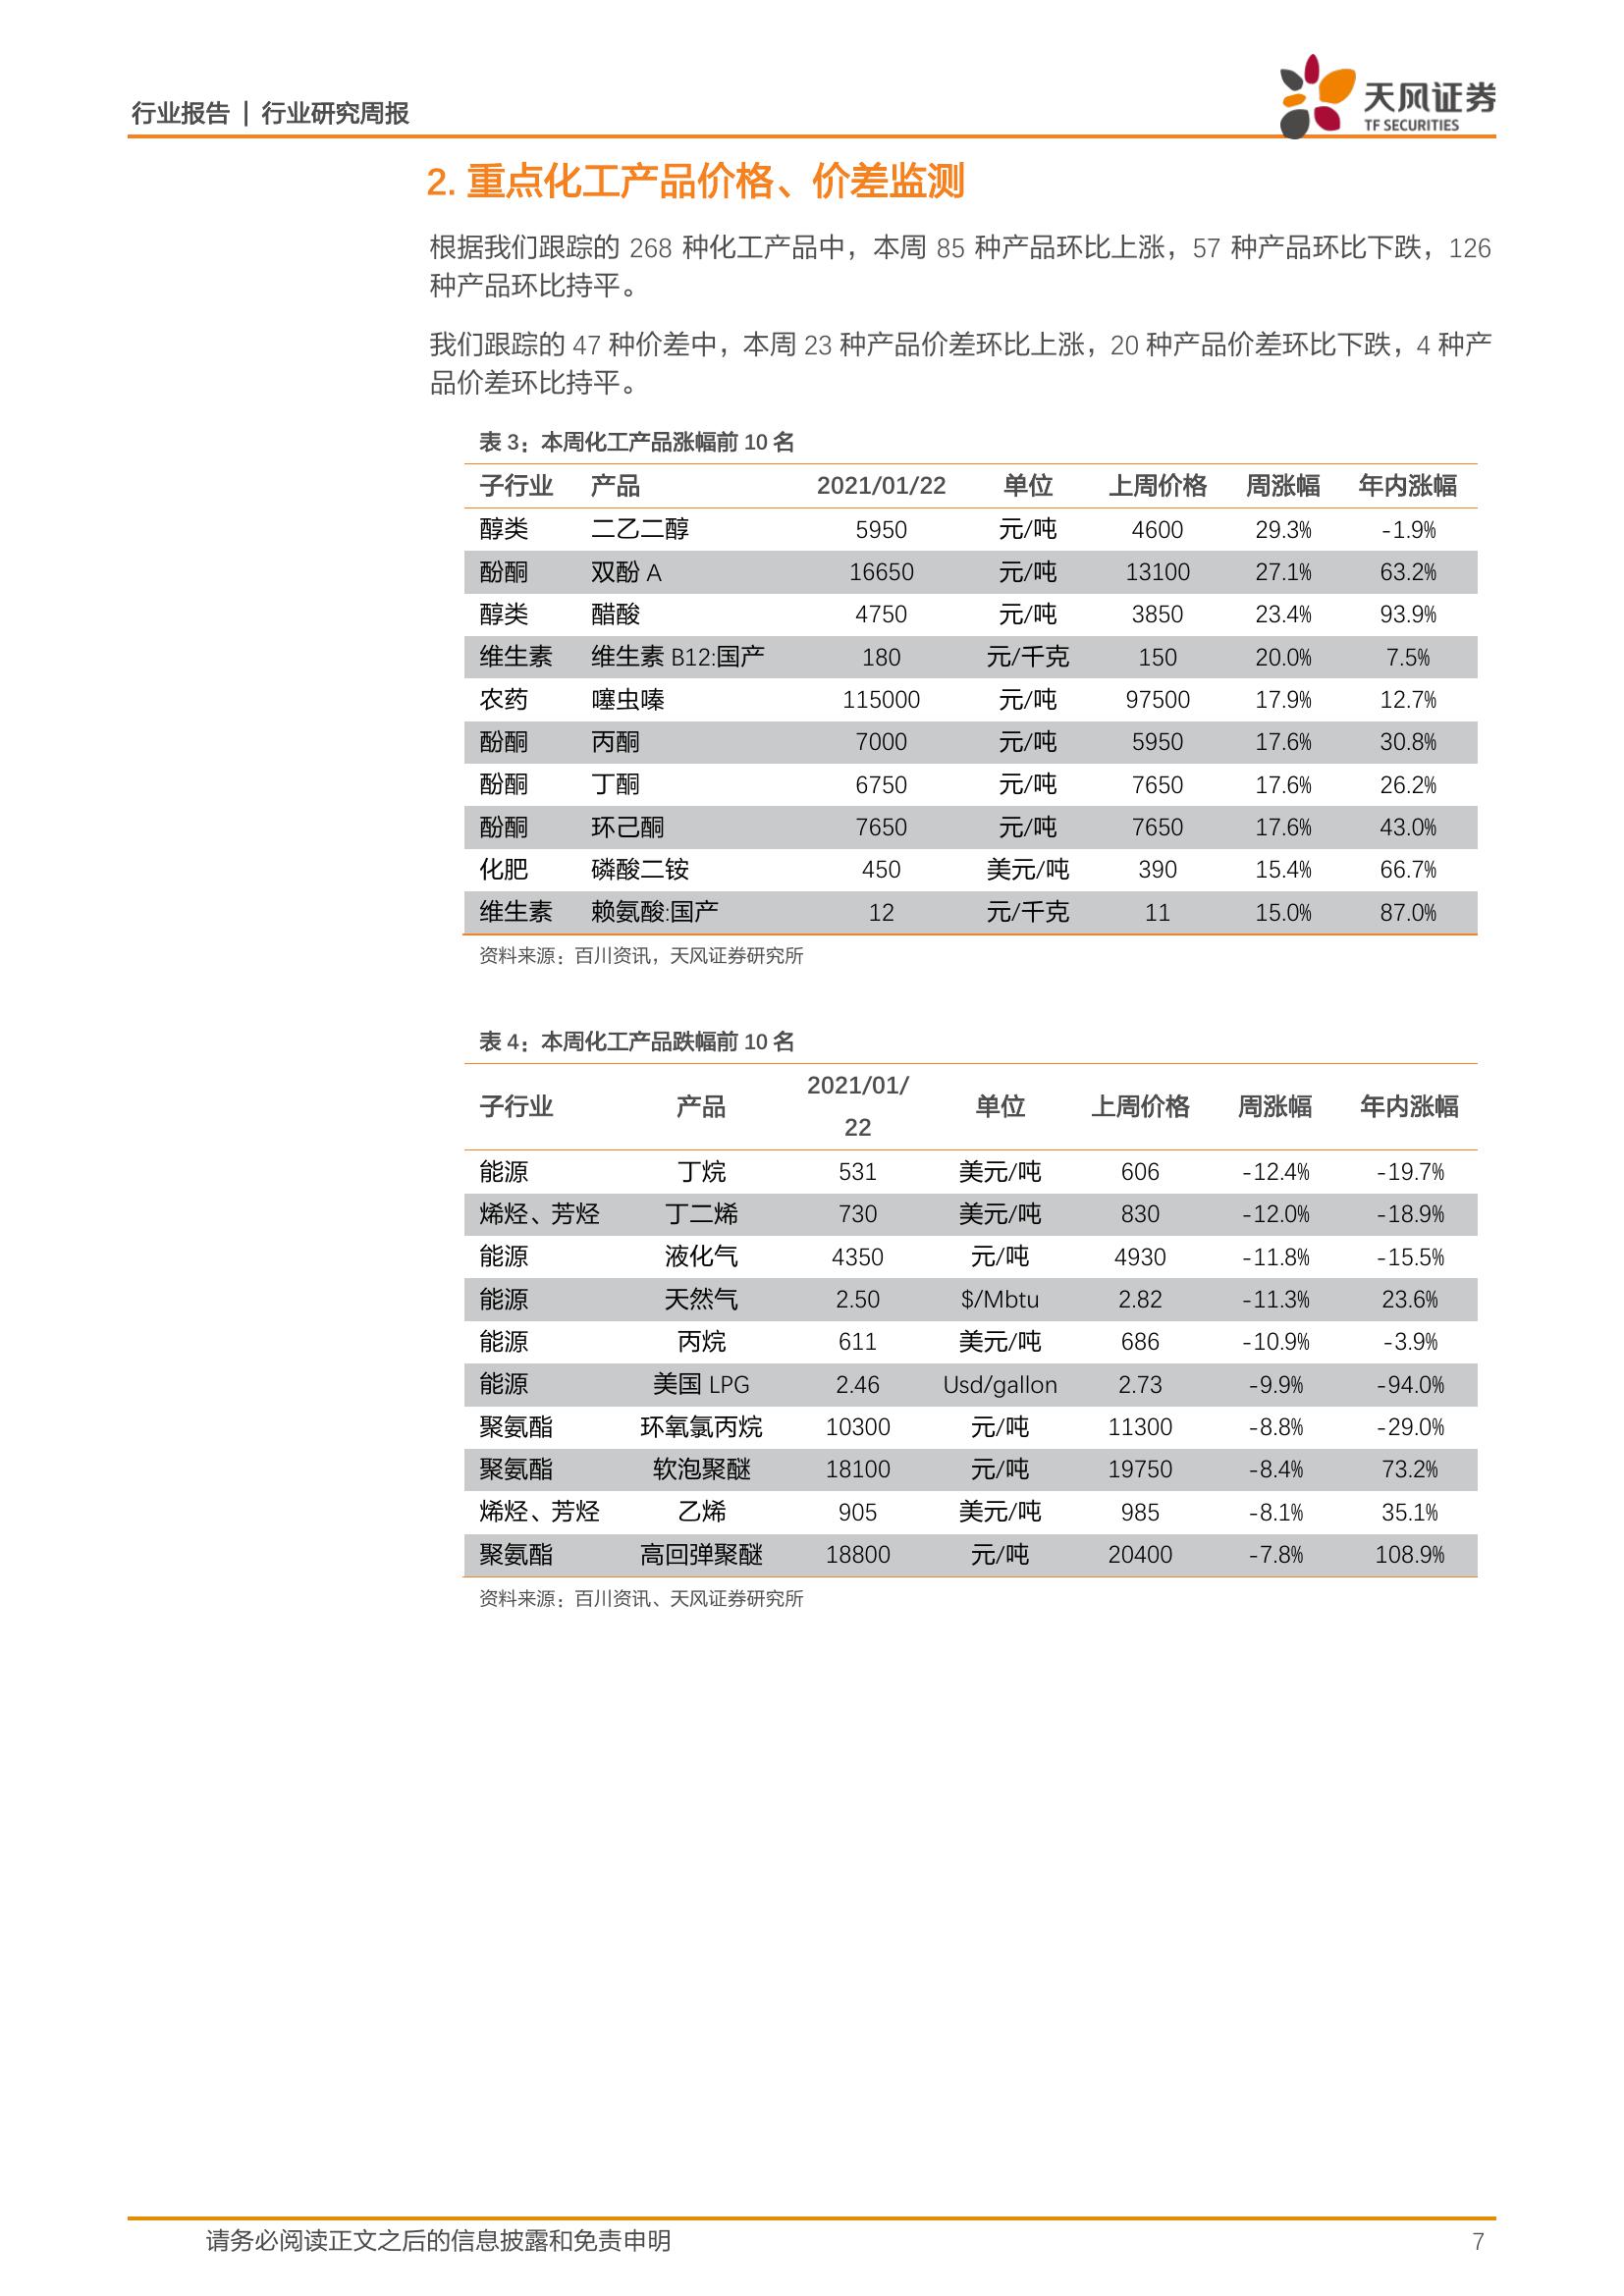 行业报告 | 行业研究周报
天风证券
TF SECURITIES
2. 重点化工产品价格、价差监测
根据我们跟踪的 268 种化工产品中，本周 85 种产品环比上涨，57 种产品环比下跌，126
种产品环比持平。
我们跟踪的 47 种价差中，本周 23 种产品价差环比上涨，20 种产品价差环比下跌，4 种产
品价差环比持平。
表 3：本周化工产品涨幅前 10 名
子行业 产品 2021/01/22 单位 上周价格 周涨幅 年内涨幅
醇类 二乙二醇 5950 元/吨 4600 29.3% -1.9%
酚酮 双酚 A 16650 元/吨 13100 27.1% 63.2%
醇类 醋酸 4750 元/吨 3850 23.4% 93.9%
维生素 维生素 B12:国产 180 元/千克 150 20.0% 7.5%
农药 噻虫嗪 115000 元/吨 97500 17.9% 12.7%
酚酮 丙酮 7000 元/吨 5950 17.6% 30.8%
酚酮 丁酮 6750 元/吨 7650 17.6% 26.2%
酚酮 环己酮 7650 元/吨 7650 17.6% 43.0%
化肥 磷酸二铵 450 美元/吨 390 15.4% 66.7%
维生素 赖氨酸:国产 12 元/千克 11 15.0% 87.0%
资料来源：百川资讯，天风证券研究所
表 4：本周化工产品跌幅前 10 名
子行业 产品 2021/01/
22 单位 上周价格 周涨幅 年内涨幅
能源 丁烷 531 美元/吨 606 -12.4% -19.7%
烯烃、芳烃 丁二烯 730 美元/吨 830 -12.0% -18.9%
能源 液化气 4350 元/吨 4930 -11.8% -15.5%
能源 天然气 2.50 $/Mbtu 2.82 -11.3% 23.6%
能源 丙烷 611 美元/吨 686 -10.9% -3.9%
能源 美国 LPG 2.46 Usd/gallon 2.73 -9.9% -94.0%
聚氨酯 环氧氯丙烷 10300 元/吨 11300 -8.8% -29.0%
聚氨酯 软泡聚醚 18100 元/吨 19750 -8.4% 73.2%
烯烃、芳烃 乙烯 905 美元/吨 985 -8.1% 35.1%
聚氨酯 高回弹聚醚 18800 元/吨 20400 -7.8% 108.9%
资料来源：百川资讯、天风证券研究所
请务必阅读正文之后的信息披露和免责申明 7